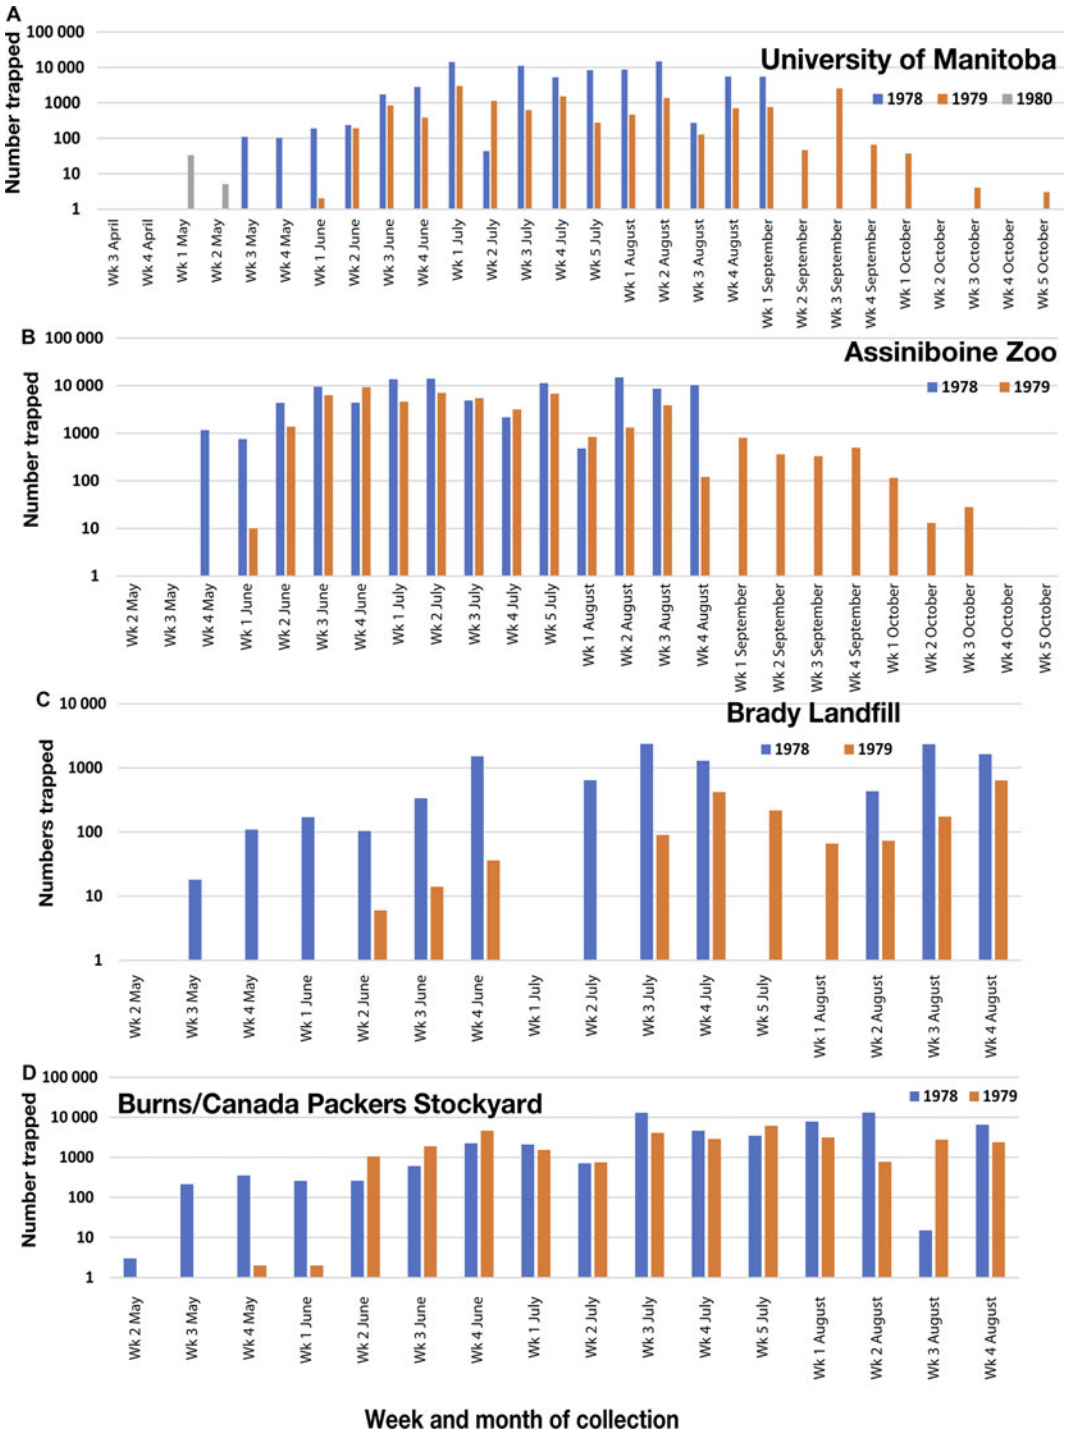 A
Number trapped
100 000
10 000
1000
100
10
1
University of Manitoba
1978 1979 1980
Wk 3 April
Wk 4 April
Wk 1 May
Wk 2 May
Wk 3 May
Wk 4 May
Wk 1 June
Wk 2 June
Wk 3 June
Wk 4 June
Wk 1 July
Wk 2 July
Wk 3 July
Wk 4 July
Wk 5 July
Wk 1 August
Wk 2 August
Wk 3 August
Wk 4 August
Wk 1 September
Wk 2 September
Wk 3 September
Wk 4 September
Wk 1 October
Wk 2 October
Wk 3 October
Wk 4 October
Wk 5 October
B
Number trapped
100 000
10 000
1000
100
10
1
Assiniboine Zoo
1978 1979
Wk 2 May
Wk 3 May
Wk 4 May
Wk 1 June
Wk 2 June
Wk 3 June
Wk 4 June
Wk 1 July
Wk 2 July
Wk 3 July
Wk 4 July
Wk 5 July
Wk 1 August
Wk 2 August
Wk 3 August
Wk 4 August
Wk 1 September
Wk 2 September
Wk 3 September
Wk 4 September
Wk 1 October
Wk 2 October
Wk 3 October
Wk 4 October
Wk 5 October
C
Numbers trapped
10 000
1000
100
10
1
Brady Landfill
1978 1979
Wk 2 May
Wk 3 May
Wk 4 May
Wk 1 June
Wk 2 June
Wk 3 June
Wk 4 June
Wk 1 July
Wk 2 July
Wk 3 July
Wk 4 July
Wk 5 July
Wk 1 August
Wk 2 August
Wk 3 August
Wk 4 August
D
Number trapped
100 000
10 000
1000
100
10
1
Burns/Canada Packers Stockyard
1978 1979
Wk 2 May
Wk 3 May
Wk 4 May
Wk 1 June
Wk 2 June
Wk 3 June
Wk 4 June
Wk 1 July
Wk 2 July
Wk 3 July
Wk 4 July
Wk 5 July
Wk 1 August
Wk 2 August
Wk 3 August
Wk 4 August
Week and month of collection